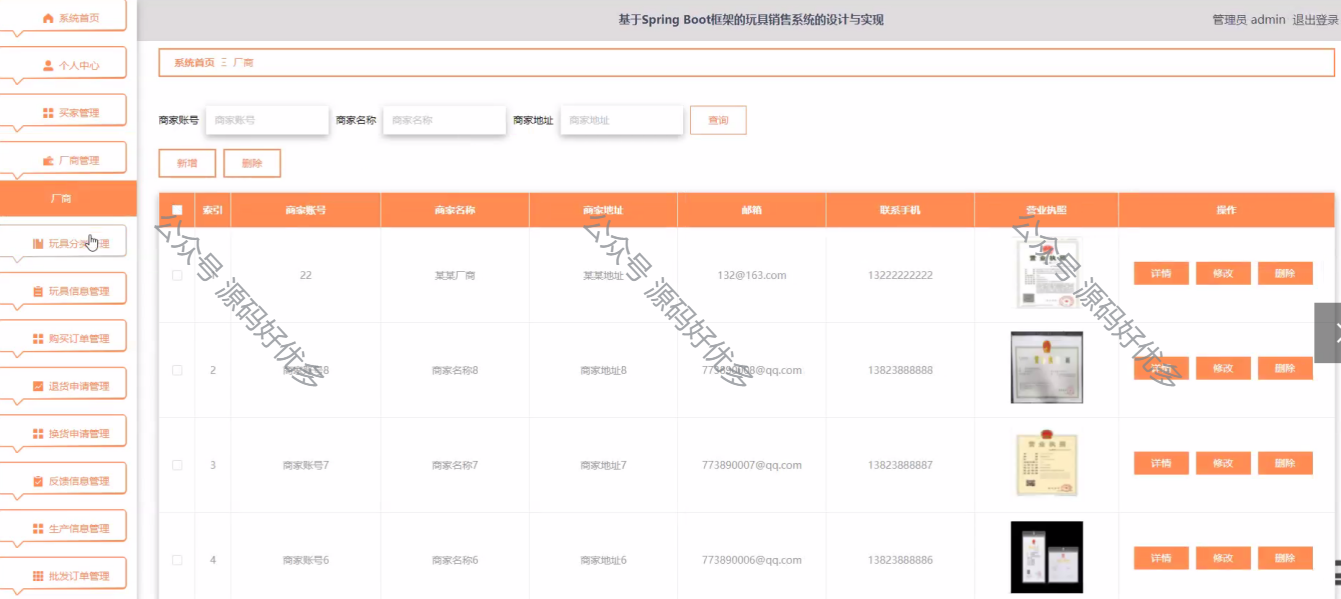 基于Spring Boot框架的玩具销售系统的设计与实现
管理员 admin 退出登录
系统首页
个人中心
买家管理
厂商管理
厂商
玩具分类管理
玩具信息管理
购买订单管理
退货申请管理
换货申请管理
反馈信息管理
生产信息管理
批发订单管理
系统首页 Ξ 厂商
商家账号 商家账号 商家名称 商家名称 商家地址 商家地址 查询
新增 删除
索引 商家账号 商家名称 商家地址 邮箱 联系手机 营业执照 操作
22 某某厂商 某某地址 132@163.com 13222222222 详情 修改 删除
2 商家账号8 商家名称8 商家地址8 773890008@qq.com 13823888888 详情 修改 删除
3 商家账号7 商家名称7 商家地址7 773890007@qq.com 13823888887 详情 修改 删除
4 商家账号6 商家名称6 商家地址6 773890006@qq.com 13823888886 详情 修改 删除
公众号 源码好优多
公众号 源码好优多
公众号 源码好优多